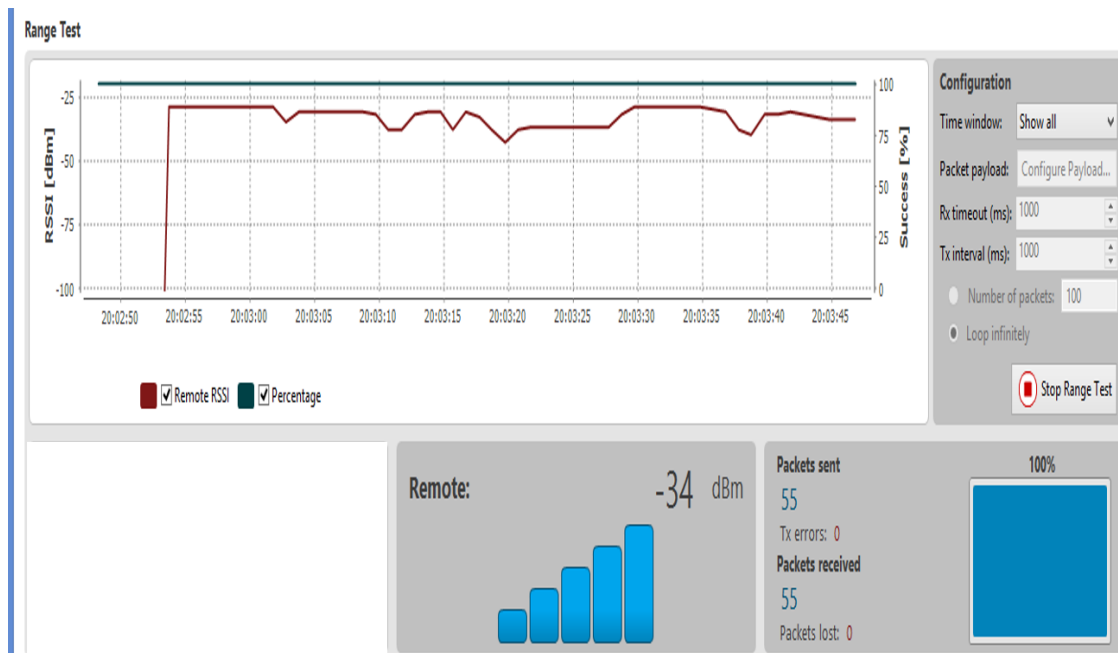 Range Test
-25
-50
-75
-100
RSSI [dBm]
100
75
50
25
0
Success [%]
20:02:50 20:02:55 20:03:00 20:03:05 20:03:10 20:03:15 20:03:20 20:03:25 20:03:30 20:03:35 20:03:40 20:03:45
Remote RSSI Percentage
Configuration
Time window: Show all
Packet payload: Configure Payload...
Rx timeout (ms): 1000
Tx interval (ms): 1000
Number of packets: 100
Loop infinitely
Stop Range Test
Remote: -34 dBm
Packets sent
55
Tx errors: 0
Packets received
55
Packets lost: 0
100%